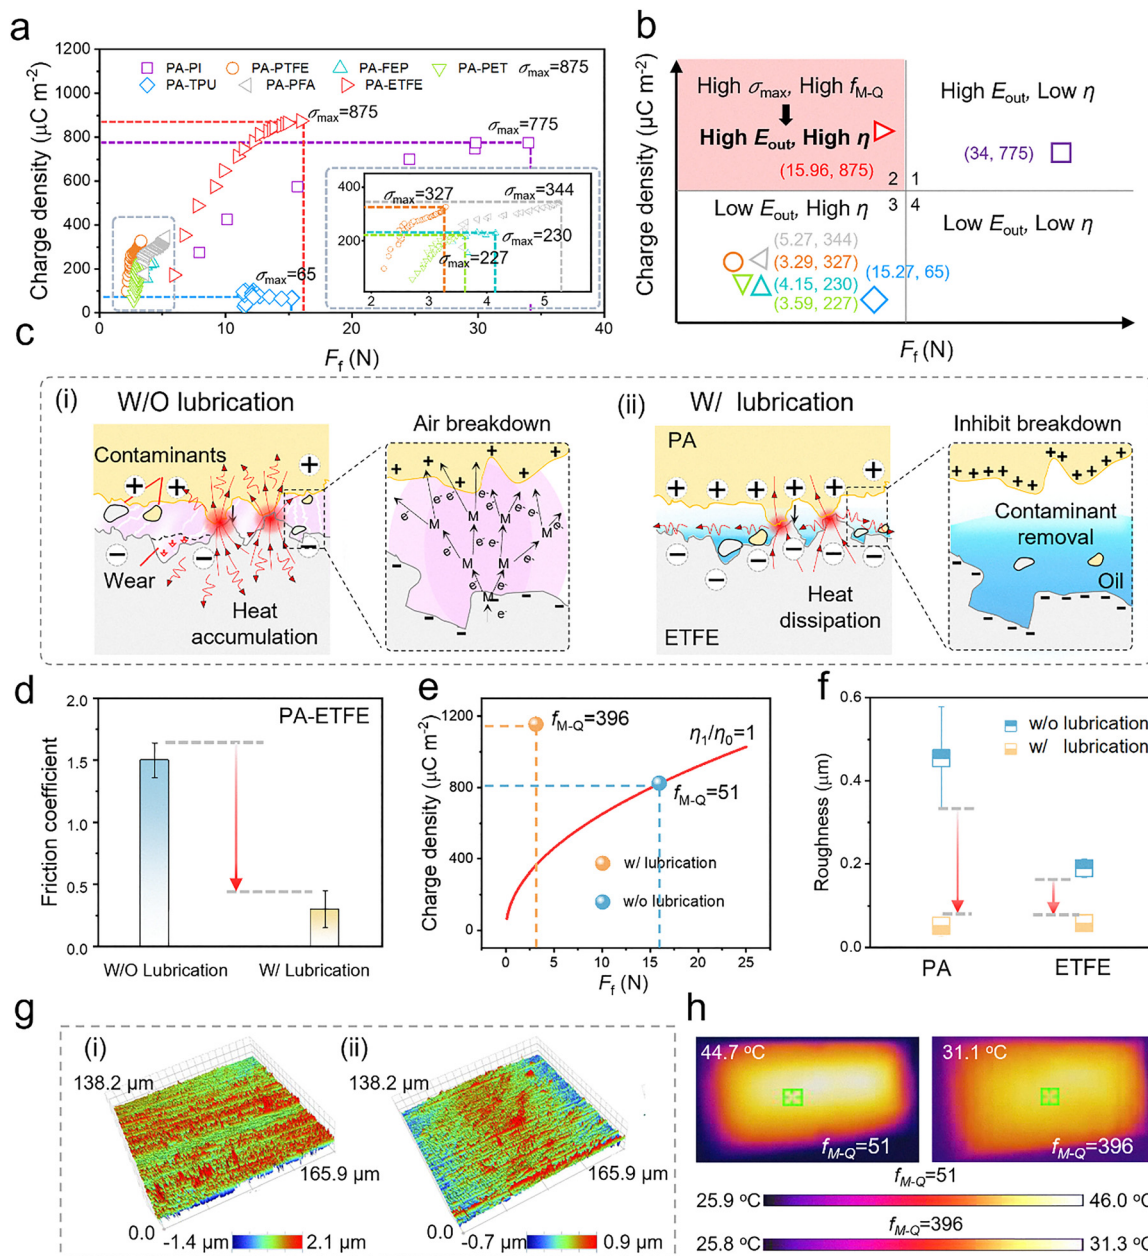 a
1200
1000
800
600
400
200
0
Charge density (μC m⁻²)
PA-PI
PA-PTFE
PA-FEP
PA-PET
σmax=875
PA-TPU
PA-PFA
PA-ETFE
σmax=875
σmax=775
σmax=65
400
200
σmax=327
σmax=344
σmax=230
σmax=227
2 3 4 5
0 10 20 30 40
Ff (N)
b
Charge density (μC m⁻²)
High σmax, High fM-Q
High Eout, High η
(15.96, 875)
2 1
High Eout, Low η
(34, 775)
3 4
Low Eout, High η
(5.27, 344)
(3.29, 327)
(4.15, 230)
(3.59, 227)
Low Eout, Low η
(15.27, 65)
Ff (N)
c
(i)
W/O lubrication
Contaminants
+ + +
− − −
Wear
Heat
accumulation
Air breakdown
+ + + + + +
M M M M M M M
e⁻ e⁻ e⁻ e⁻ e⁻ e⁻ e⁻
(ii)
W/ lubrication
PA
+ + + + + +
− − − − − −
Heat
dissipation
ETFE
Inhibit breakdown
Contaminant
removal
Oil
d
2.0
1.5
1.0
0.5
0.0
Friction coefficient
PA-ETFE
W/O Lubrication
W/ Lubrication
e
1200
800
400
0
Charge density (μC m⁻²)
fM-Q=396
η1/η0=1
fM-Q=51
w/ lubrication
w/o lubrication
0 5 10 15 20 25
Ff (N)
f
0.6
0.4
0.2
0.0
Roughness (μm)
w/o lubrication
w/ lubrication
PA
ETFE
g
(i)
138.2 μm
165.9 μm
0.0
-1.4 μm
2.1 μm
(ii)
138.2 μm
165.9 μm
0.0
-0.7 μm
0.9 μm
h
44.7 °C
fM-Q=51
31.1 °C
fM-Q=396
fM-Q=51
25.9 °C
46.0 °C
fM-Q=396
25.8 °C
31.3 °C